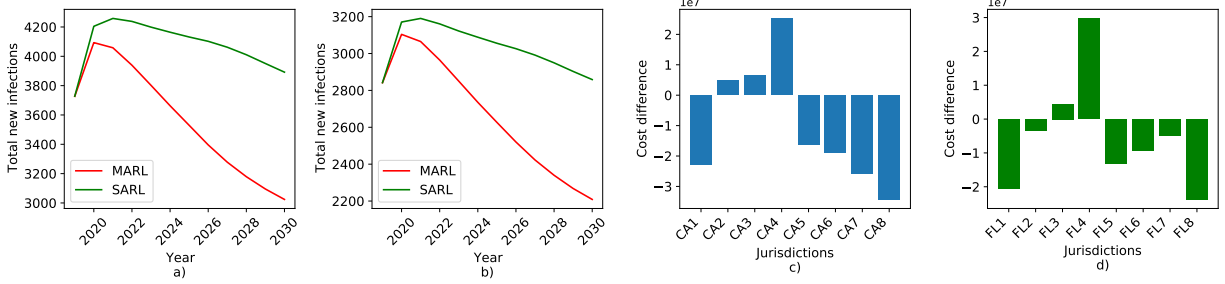 Total new infections
4200
4000
3800
3600
3400
3200
3000
MARL
SARL
2020
2022
2024
2026
2028
2030
Year
a)
Total new infections
3200
3000
2800
2600
2400
2200
MARL
SARL
2020
2022
2024
2026
2028
2030
Year
b)
1e7
Cost difference
2
1
0
−1
−2
−3
CA1
CA2
CA3
CA4
CA5
CA6
CA7
CA8
Jurisdictions
c)
1e7
Cost difference
3
2
1
0
−1
−2
FL1
FL2
FL3
FL4
FL5
FL6
FL7
FL8
Jurisdictions
d)